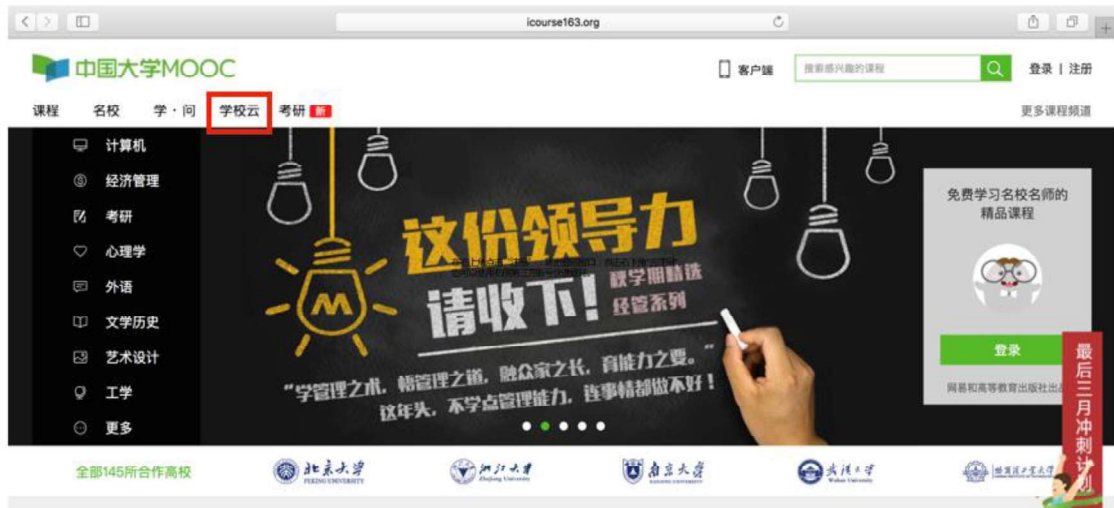 icourse163.org
中国大学MOOC
客户端
搜索感兴趣的课程
登录 | 注册
课程 名校 学·问 学校云 考研 新
更多课程频道
计算机
经济管理
考研
心理学
外语
文学历史
艺术设计
工学
更多
这份领导力
请收下!
秋学期精选
经管系列
“学管理之术,悟管理之道,融众家之长,育能力之要。”
这年头,不学点管理能力,连事情都做不好!
免费学习名校名师的
精品课程
登录
网易和高等教育出版社出
最后三月冲刺计划
全部145所合作高校
北京大学
PEKING UNIVERSITY
浙江大学
Zhejiang University
南京大学
NANJING UNIVERSITY
武汉大学
Wuhan University